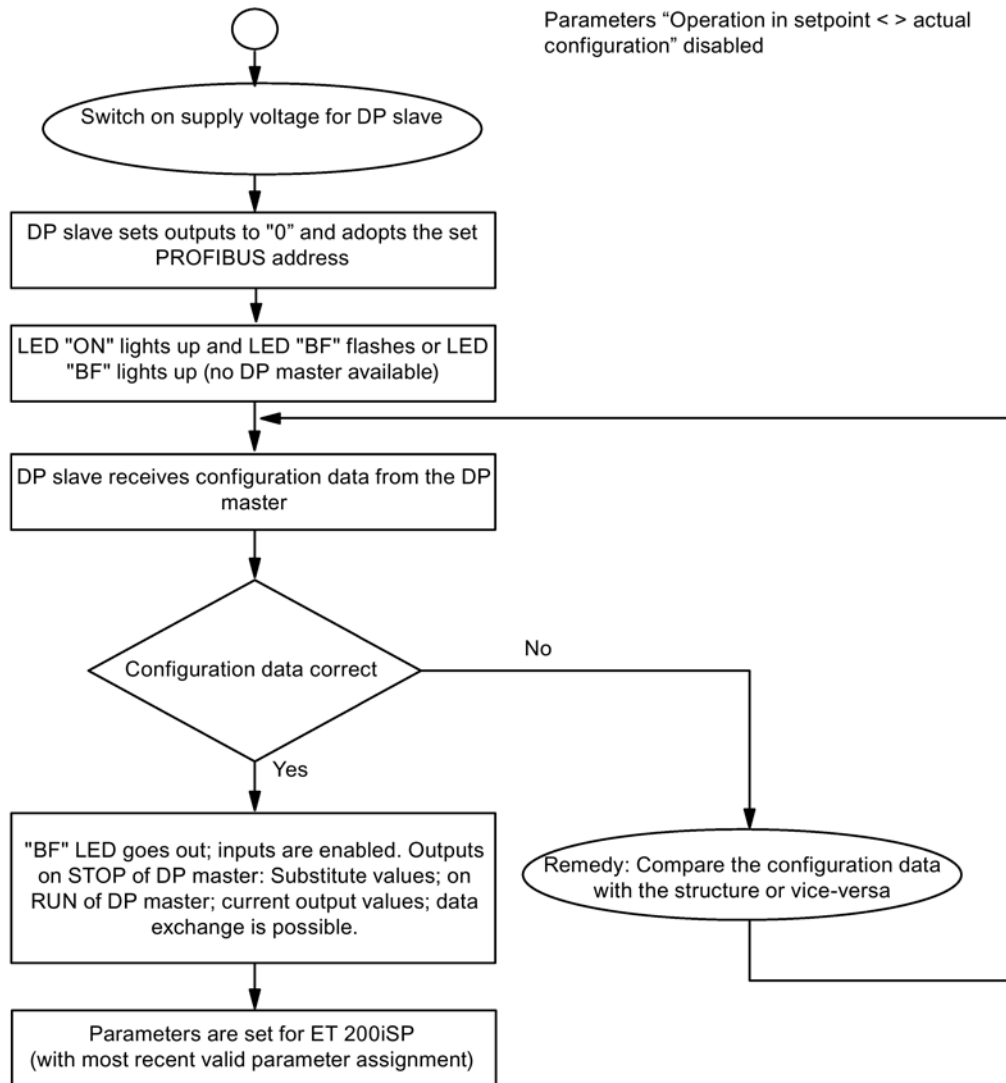 Parameters “Operation in setpoint < > actual
configuration” disabled
Switch on supply voltage for DP slave
DP slave sets outputs to "0” and adopts the set
PROFIBUS address
LED "ON" lights up and LED "BF" flashes or LED
"BF" lights up (no DP master available)
DP slave receives configuration data from the DP
master
Configuration data correct
No
Yes
"BF" LED goes out; inputs are enabled. Outputs
on STOP of DP master: Substitute values; on
RUN of DP master; current output values; data
exchange is possible.
Remedy: Compare the configuration data
with the structure or vice-versa
Parameters are set for ET 200iSP
(with most recent valid parameter assignment)